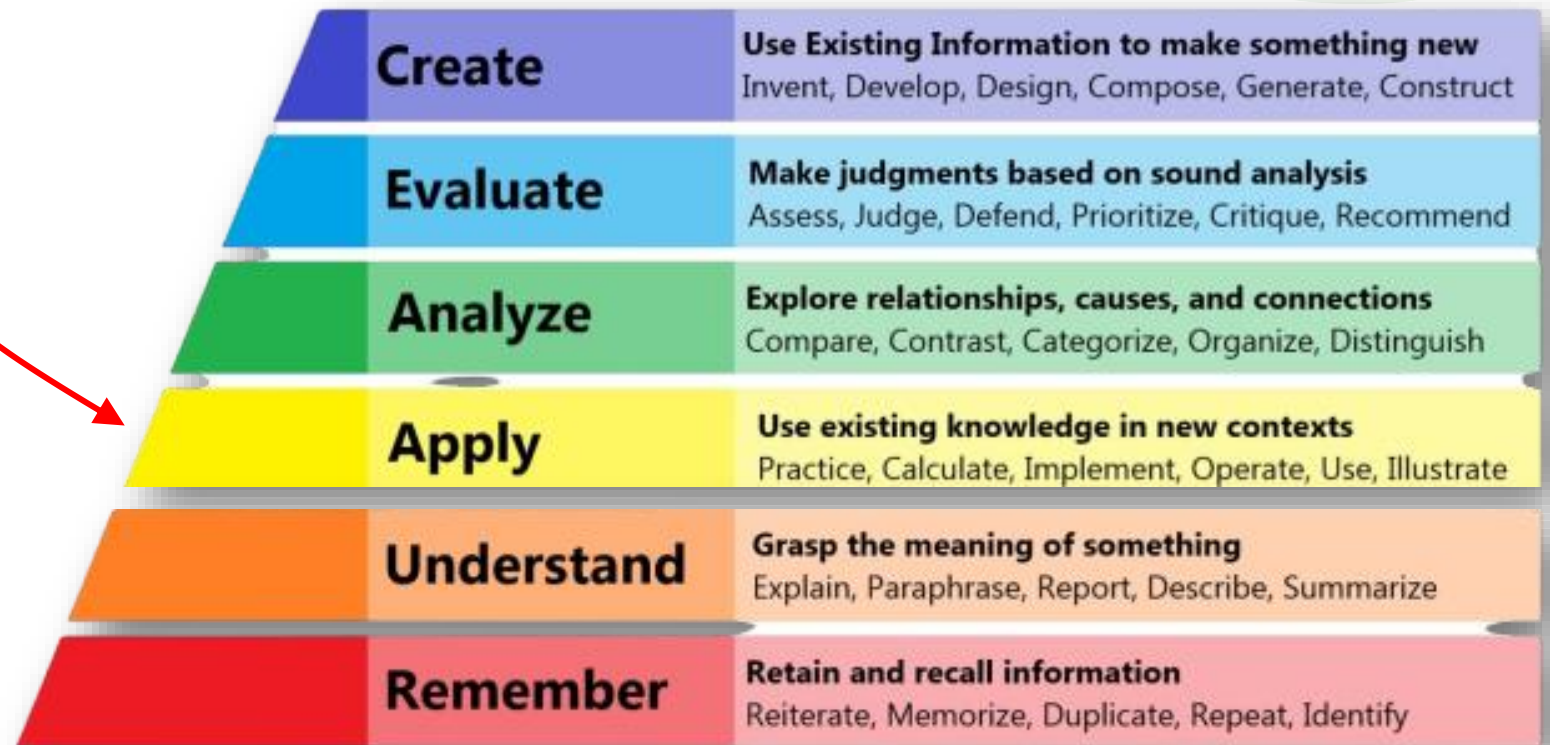 Create
Use Existing Information to make something new
Invent, Develop, Design, Compose, Generate, Construct
Evaluate
Make judgments based on sound analysis
Assess, Judge, Defend, Prioritize, Critique, Recommend
Analyze
Explore relationships, causes, and connections
Compare, Contrast, Categorize, Organize, Distinguish
Apply
Use existing knowledge in new contexts
Practice, Calculate, Implement, Operate, Use, Illustrate
Understand
Grasp the meaning of something
Explain, Paraphrase, Report, Describe, Summarize
Remember
Retain and recall information
Reiterate, Memorize, Duplicate, Repeat, Identify